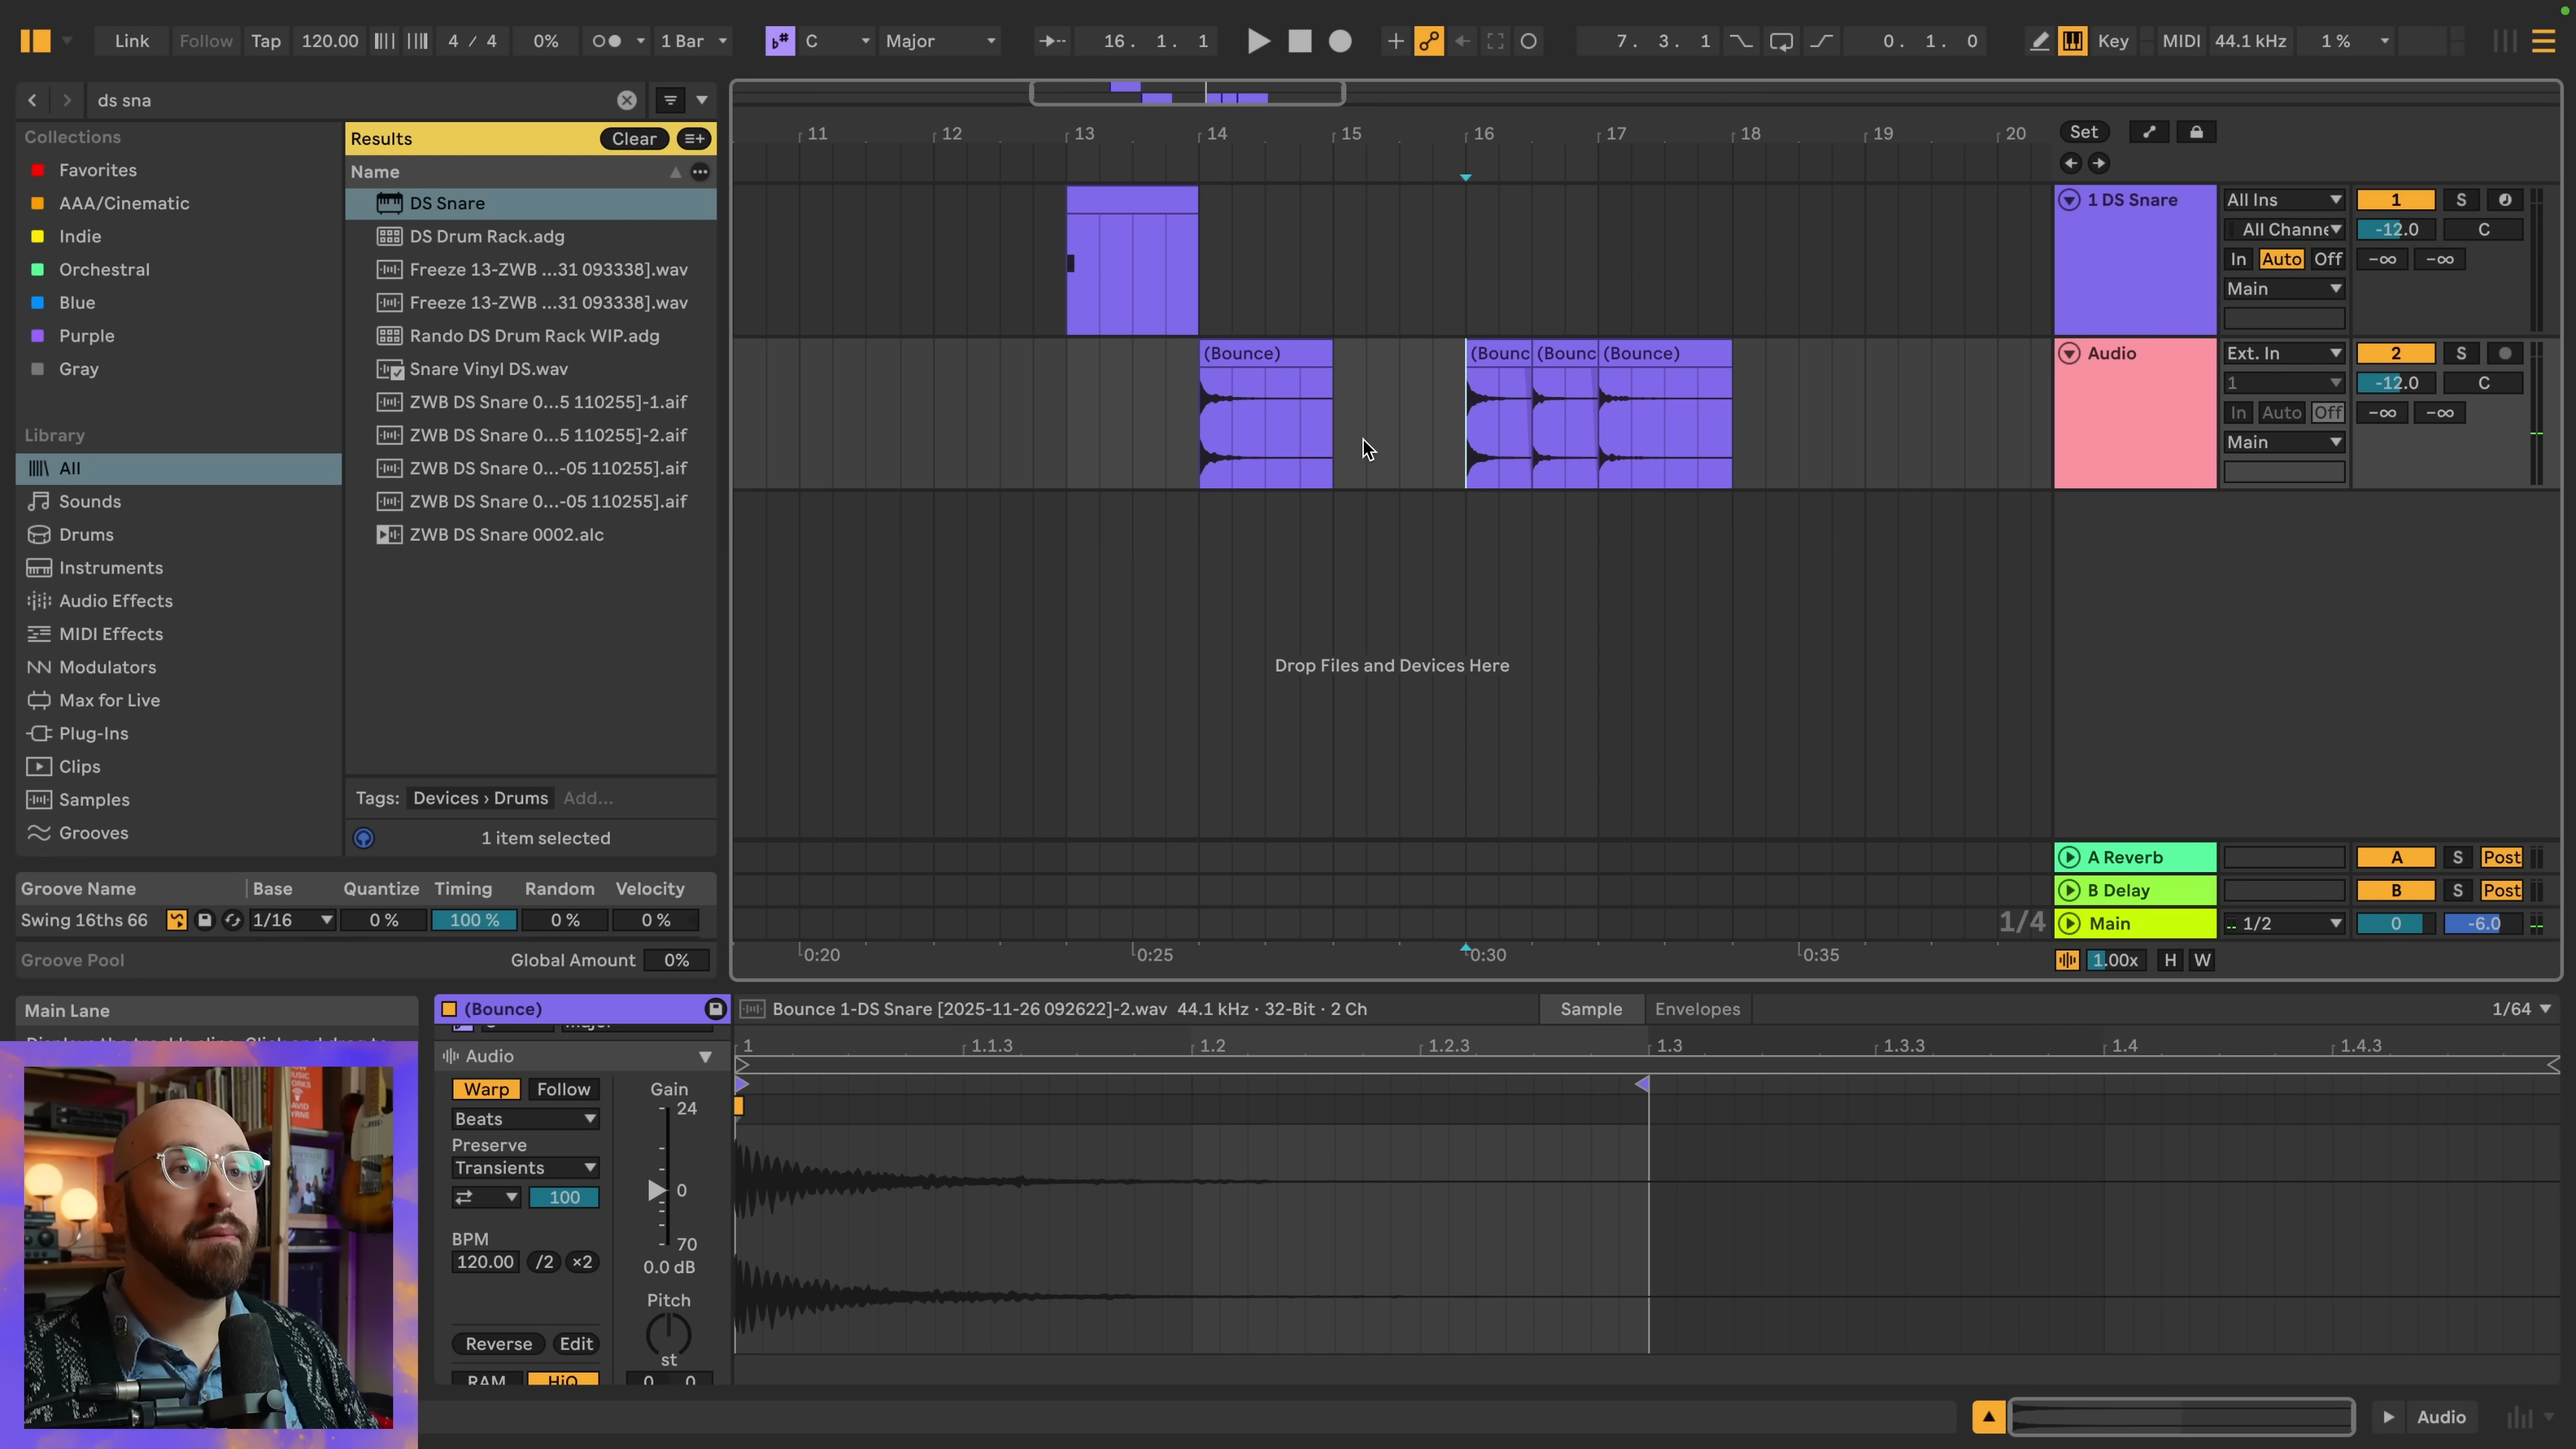 Link Follow Tap 120.00 4 / 4 0% 1 Bar C Major 16. 1. 1 7. 3. 1 0. 1. 0 Key MIDI 44.1 kHz 1 %
ds sna
Collections
Favorites
AAA/Cinematic
Indie
Orchestral
Blue
Purple
Gray
Library
All
Sounds
Drums
Instruments
Audio Effects
MIDI Effects
Modulators
Max for Live
Plug-Ins
Clips
Samples
Grooves
Results Clear
Name
DS Snare
DS Drum Rack.adg
Freeze 13-ZWB ...31 093338].wav
Freeze 13-ZWB ...31 093338].wav
Rando DS Drum Rack WIP.adg
Snare Vinyl DS.wav
ZWB DS Snare 0...5 110255]-1.aif
ZWB DS Snare 0...5 110255]-2.aif
ZWB DS Snare 0...-05 110255].aif
ZWB DS Snare 0...-05 110255].aif
ZWB DS Snare 0002.alc
Tags: Devices › Drums Add...
1 item selected
Groove Name Base Quantize Timing Random Velocity
Swing 16ths 66 1/16 0 % 100 % 0 % 0 %
Groove Pool Global Amount 0%
11 12 13 14 15 16 17 18 19 20
(Bounce) (Bounc (Bounc (Bounce)
Drop Files and Devices Here
1/4
0:20 0:25 0:30 0:35
Set
1 DS Snare All Ins 1 S
All Channe -12.0 C
In Auto Off -∞ -∞
Main
Audio Ext. In 2 S
1 -12.0 C
In Auto Off -∞ -∞
Main
A Reverb A S Post
B Delay B S Post
Main 1/2 0 -6.0
1.00x H W
Main Lane
(Bounce)
Audio
Warp Follow Gain
24
Beats
Preserve
Transients
100 0
BPM
120.00 /2 ×2
70
0.0 dB
Pitch
Reverse Edit
st
RAM HiQ 0 0
Bounce 1-DS Snare [2025-11-26 092622]-2.wav 44.1 kHz · 32-Bit · 2 Ch Sample Envelopes 1/64
1 1.1.3 1.2 1.2.3 1.3 1.3.3 1.4 1.4.3
Audio